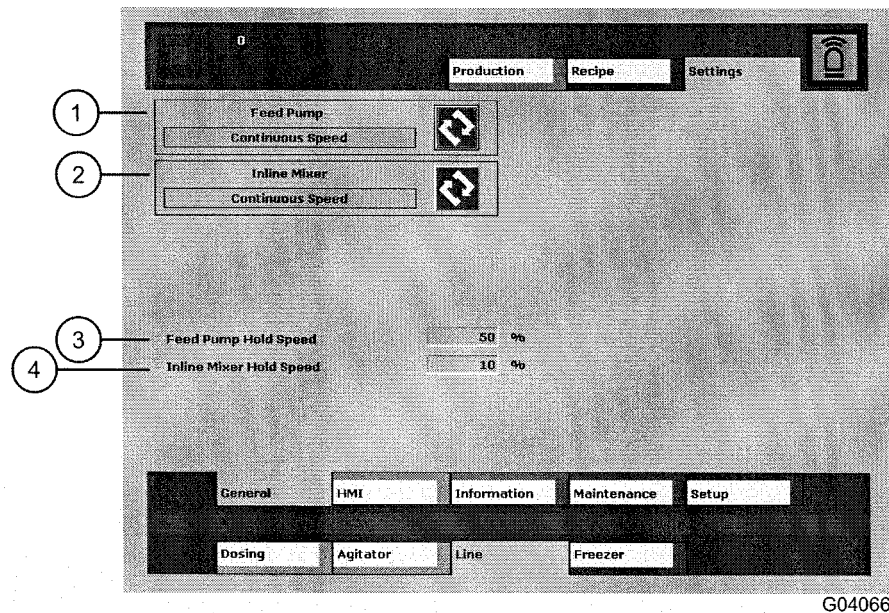 0
Production Recipe Settings
1
Feed Pump
Continuous Speed
2
Inline Mixer
Continuous Speed
3
Feed Pump Hold Speed 50 %
4
Inline Mixer Hold Speed 10 %
General HMI Information Maintenance Setup
Dosing Agitator Line Freezer
G04066